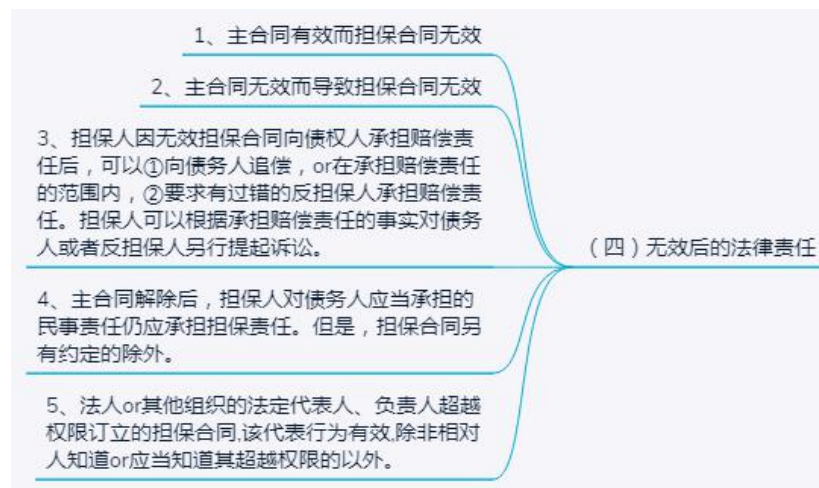 1、主合同有效而担保合同无效
2、主合同无效而导致担保合同无效
3、担保人因无效担保合同向债权人承担赔偿责
任后，可以①向债务人追偿，or在承担赔偿责任
的范围内，②要求有过错的反担保人承担赔偿责
任。担保人可以根据承担赔偿责任的事实对债务
人或者反担保人另行提起诉讼。
4、主合同解除后，担保人对债务人应当承担的
民事责任仍应承担担保责任。但是，担保合同另
有约定的除外。
5、法人or其他组织的法定代表人、负责人超越
权限订立的担保合同,该代表行为有效,除非相对
人知道or应当知道其超越权限的以外。
（四）无效后的法律责任